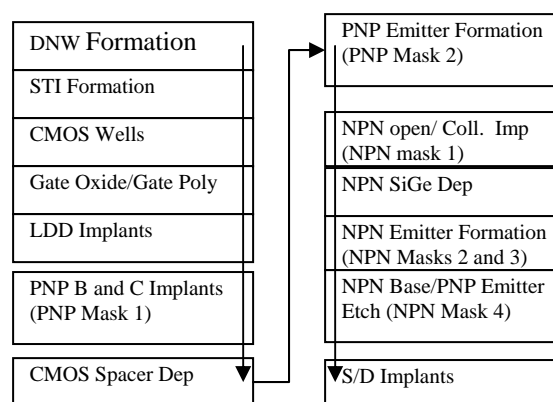 DNW Formation
STI Formation
CMOS Wells
Gate Oxide/Gate Poly
LDD Implants
PNP B and C Implants
(PNP Mask 1)
CMOS Spacer Dep
PNP Emitter Formation
(PNP Mask 2)
NPN open/ Coll. Imp
(NPN mask 1)
NPN SiGe Dep
NPN Emitter Formation
(NPN Masks 2 and 3)
NPN Base/PNP Emitter
Etch (NPN Mask 4)
S/D Implants